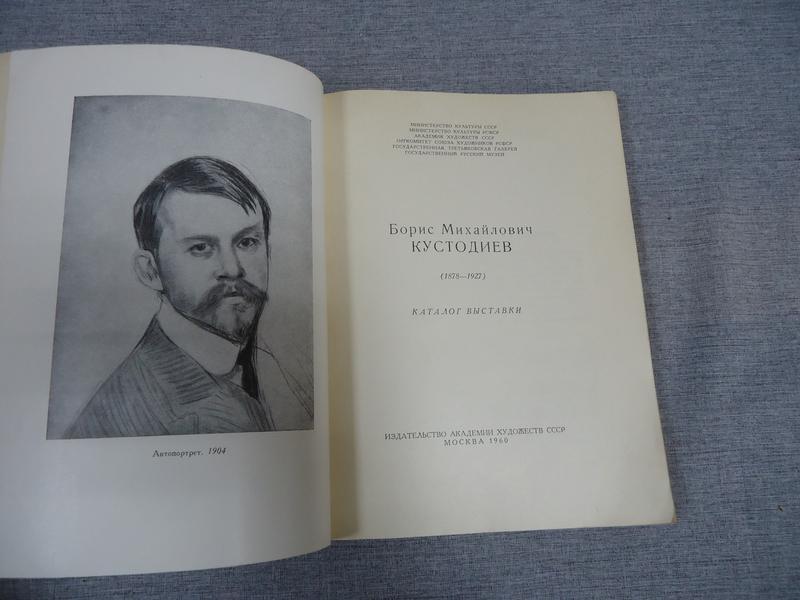 Автопортрет. 1904
МИНИСТЕРСТВО КУЛЬТУРЫ СССР
МИНИСТЕРСТВО КУЛЬТУРЫ РСФСР
АКАДЕМИЯ ХУДОЖЕСТВ СССР
ОРГКОМИТЕТ СОЮЗА ХУДОЖНИКОВ РСФСР
ГОСУДАРСТВЕННАЯ ТРЕТЬЯКОВСКАЯ ГАЛЕРЕЯ
ГОСУДАРСТВЕННЫЙ РУССКИЙ МУЗЕЙ
Борис Михайлович
КУСТОДИЕВ
(1878—1927)
КАТАЛОГ ВЫСТАВКИ
ИЗДАТЕЛЬСТВО АКАДЕМИИ ХУДОЖЕСТВ СССР
МОСКВА 1960